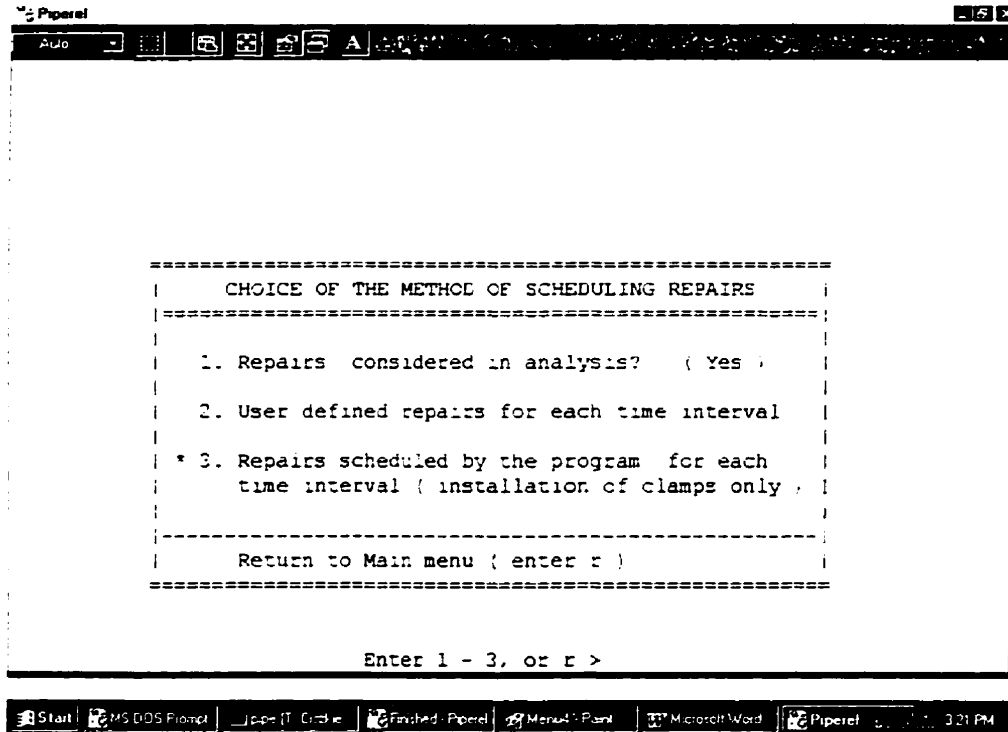 Piperel
Auto
A
CHOICE OF THE METHOD OF SCHEDULING REPAIRS
1. Repairs considered in analysis? ( Yes )
2. User defined repairs for each time interval
* 3. Repairs scheduled by the program for each
time interval ( installation of clamps only )
Return to Main menu ( enter r )
Enter 1 - 3, or r >
Start MS DOS Prompt Finished - Piperel Menu4 - Paint Microsoft Word Piperel 3:21 PM